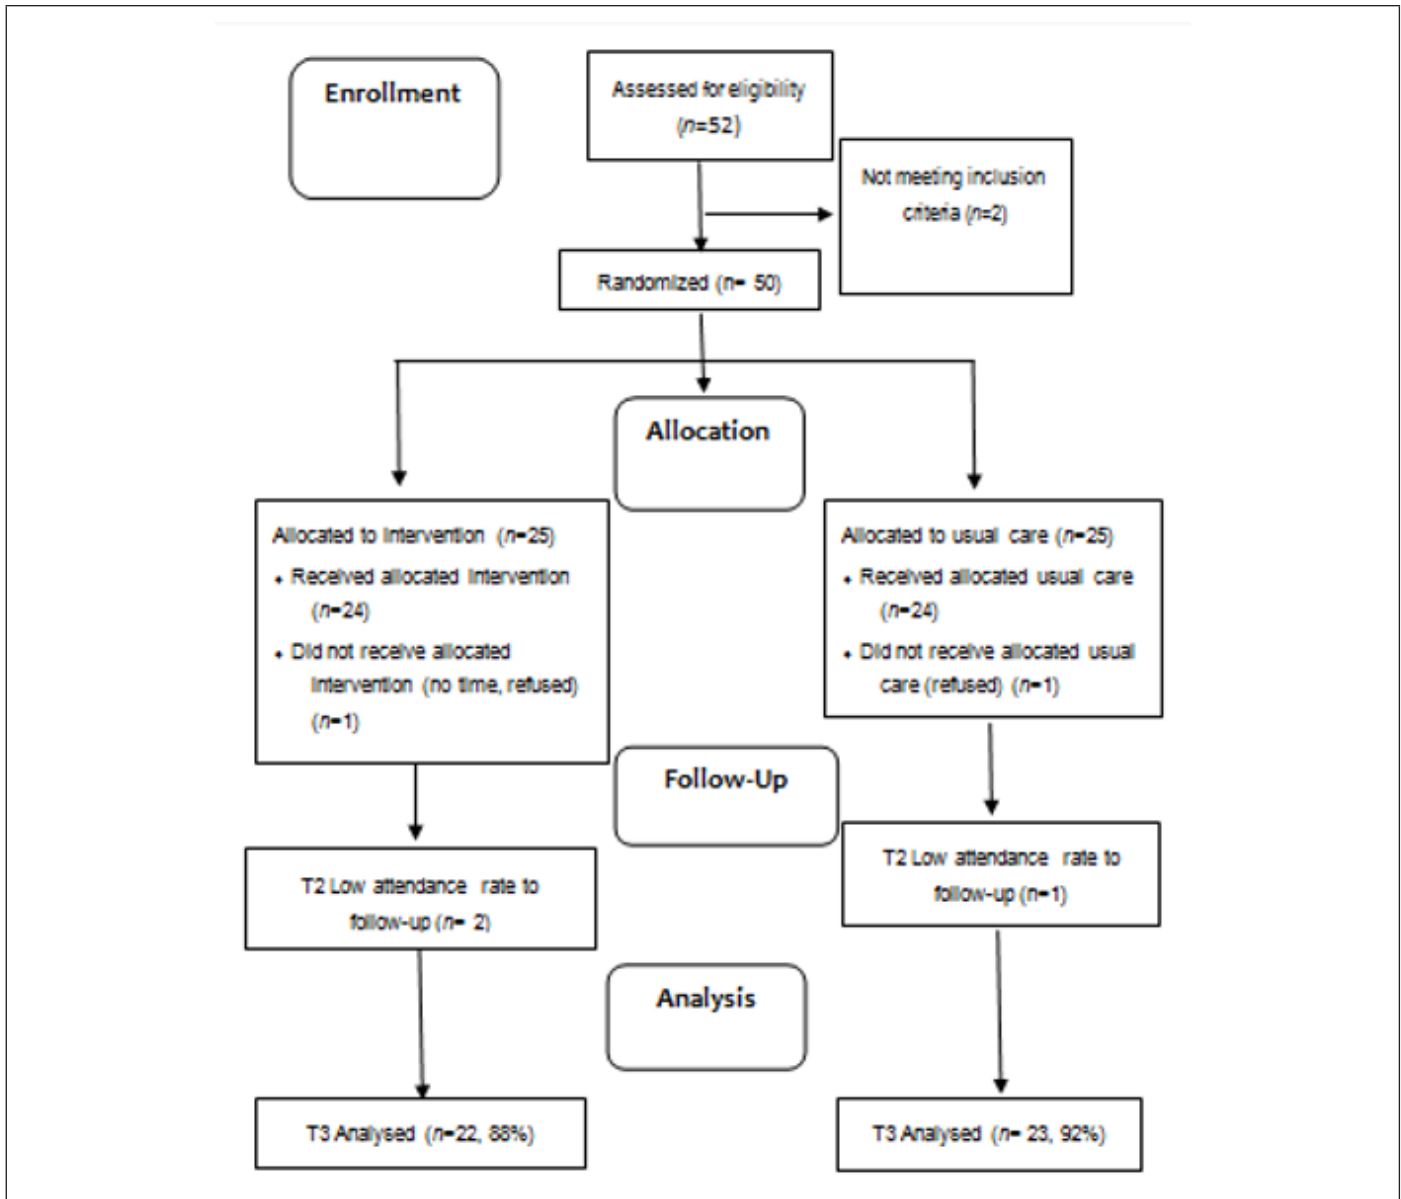 Enrollment
Assessed for eligibility
(n=52)
Not meeting inclusion
criteria (n=2)
Randomized (n= 50)
Allocation
Allocated to Intervention (n=25)
⬩ Received allocated Intervention
(n=24)
⬩ Did not receive allocated
Intervention (no time, refused)
(n=1)
Allocated to usual care (n=25)
⬩ Received allocated usual care
(n=24)
⬩ Did not receive allocated usual
care (refused) (n=1)
Follow-Up
T2 Low attendance rate to
follow-up (n= 2)
T2 Low attendance rate to
follow-up (n=1)
Analysis
T3 Analysed (n=22, 88%)
T3 Analysed (n= 23, 92%)